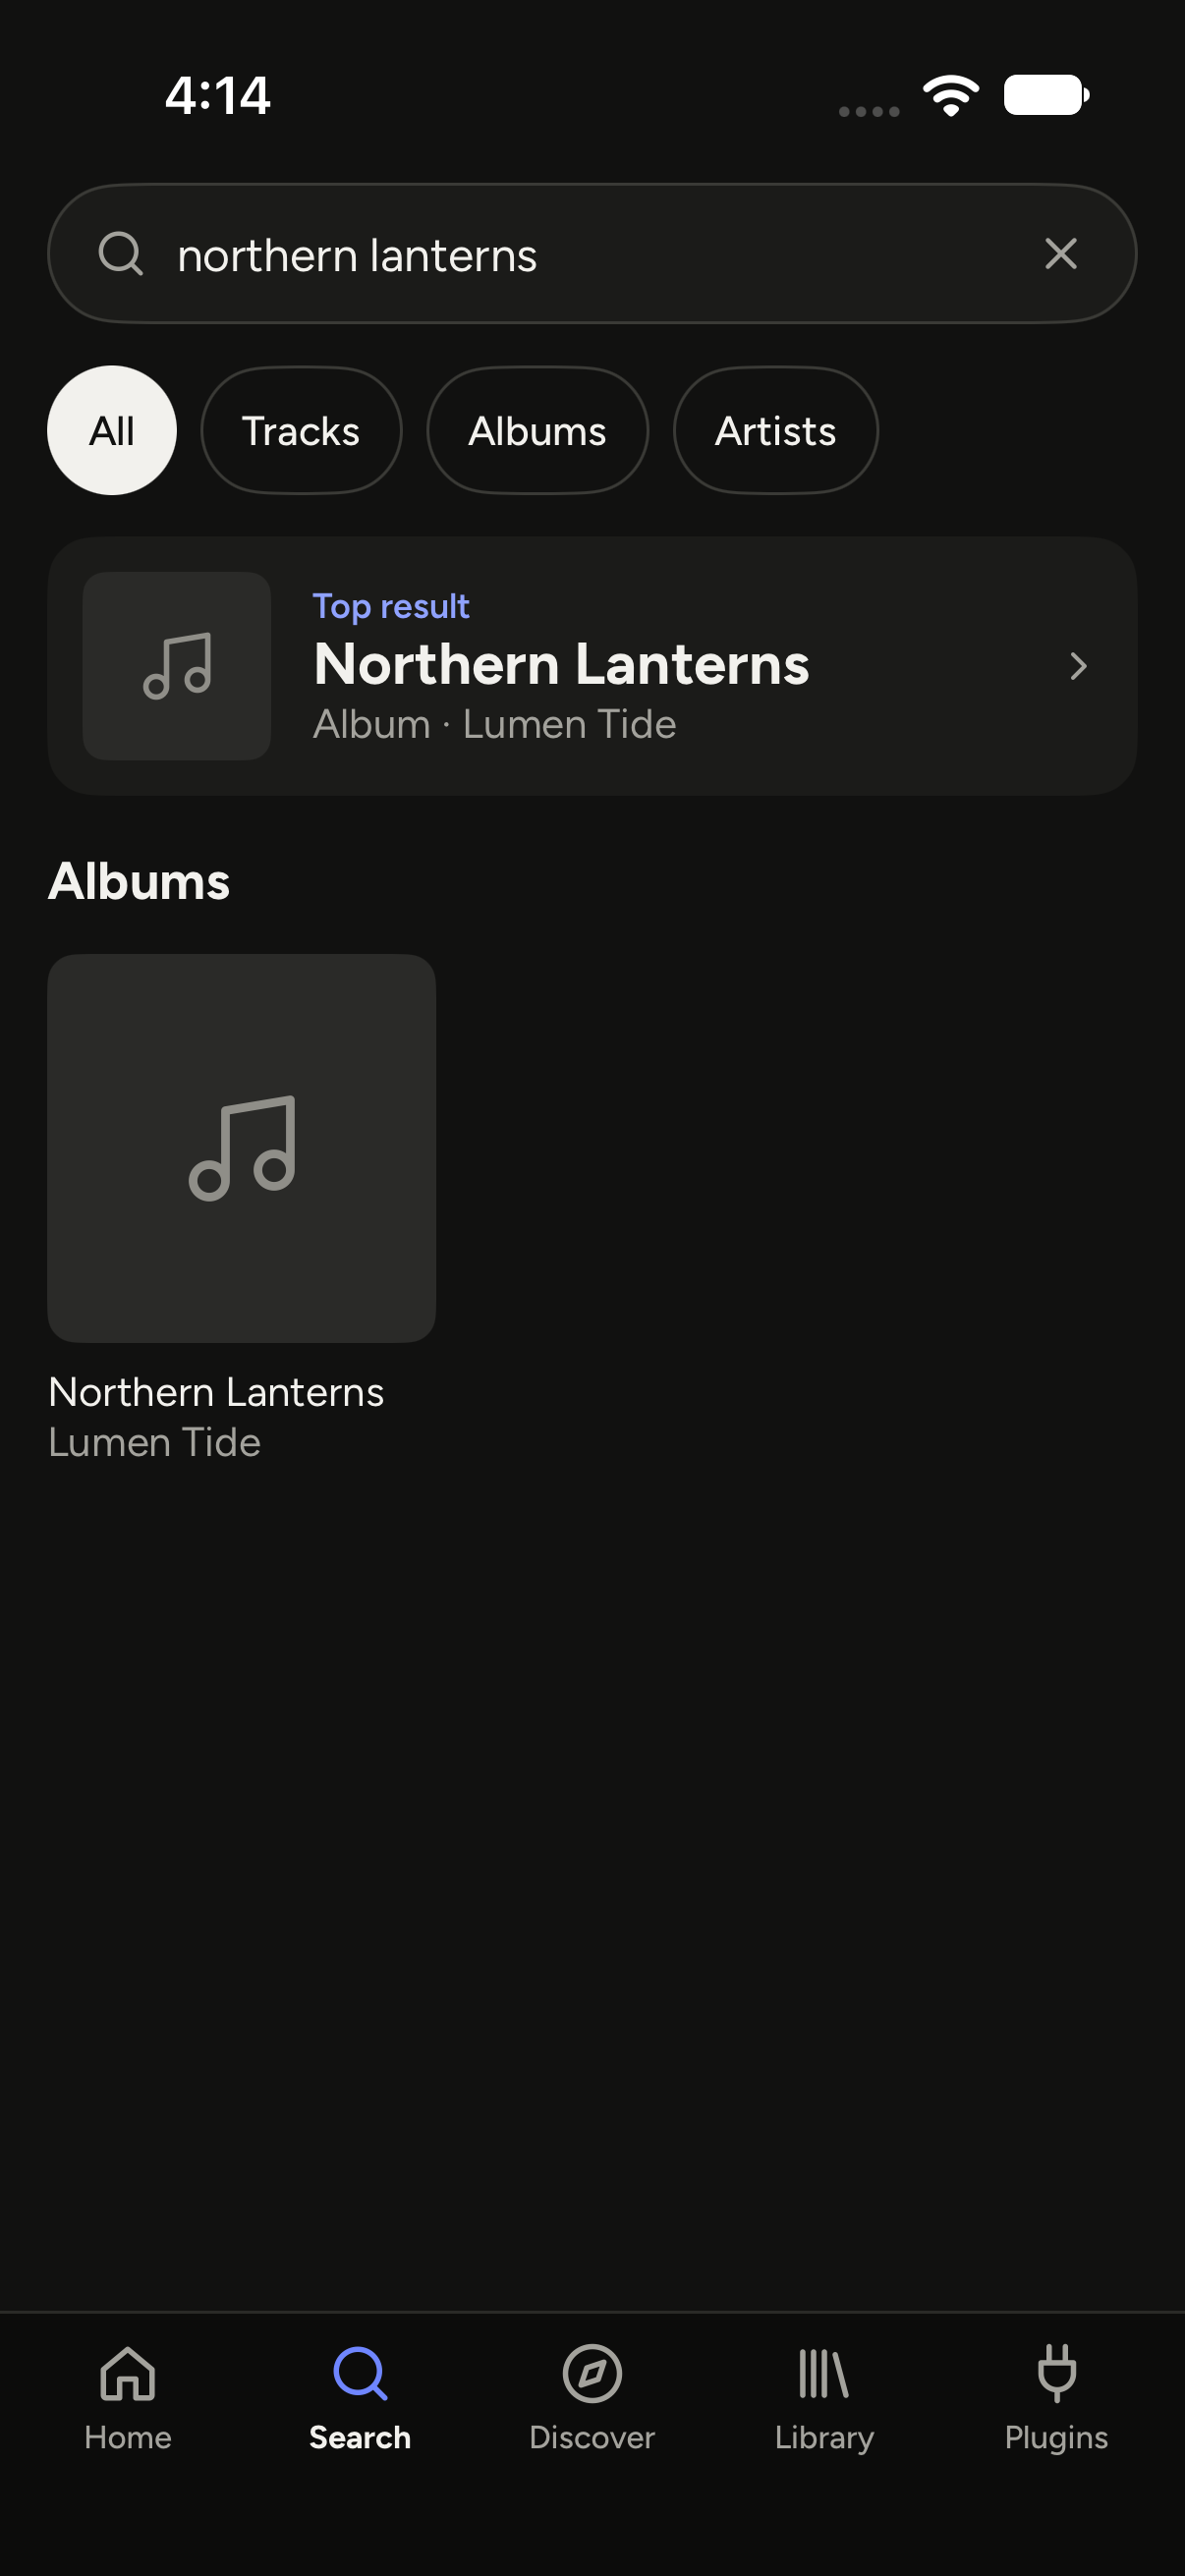 4:14
northern lanterns
All
Tracks
Albums
Artists
Top result
Northern Lanterns
Album · Lumen Tide
Albums
Northern Lanterns
Lumen Tide
Home
Search
Discover
Library
Plugins